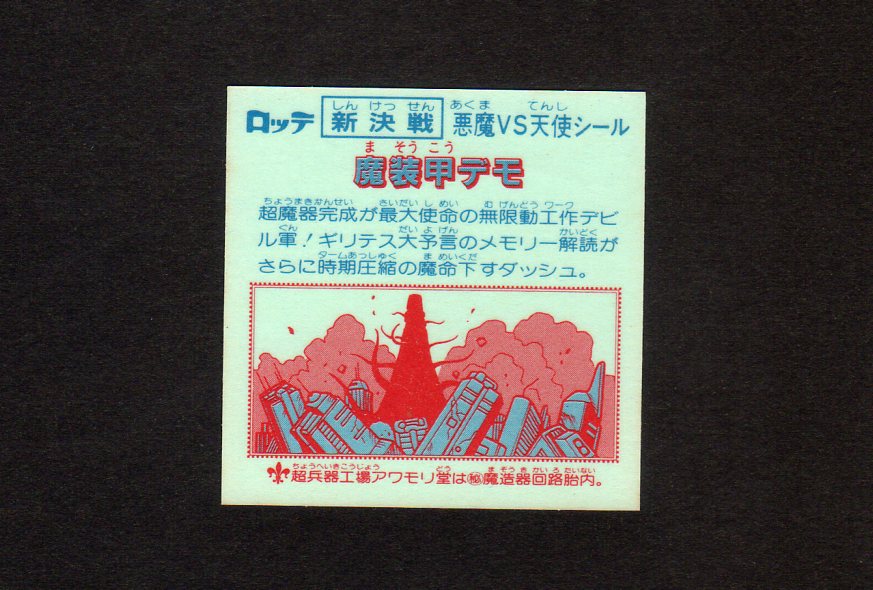 ロッテ 新決戦 悪魔VS天使シール
しん けっ せん あくま てんし
ま そう こう
魔装甲デモ
ちょうまきかんせい さいだい し めい む げんどう ワーク
超魔器完成が最大使命の無限動工作デビ
ぐん だい よ げん かいどく
ル軍！ギリテス大予言のメモリー解読が
タームあっしゅく ま めいくだ
さらに時期圧縮の魔命下すダッシュ。
ちょうへいきこうじょう どう ま ぞう き かい ろ たいない
超兵器工場アワモリ堂は㊙魔造器回路胎内。